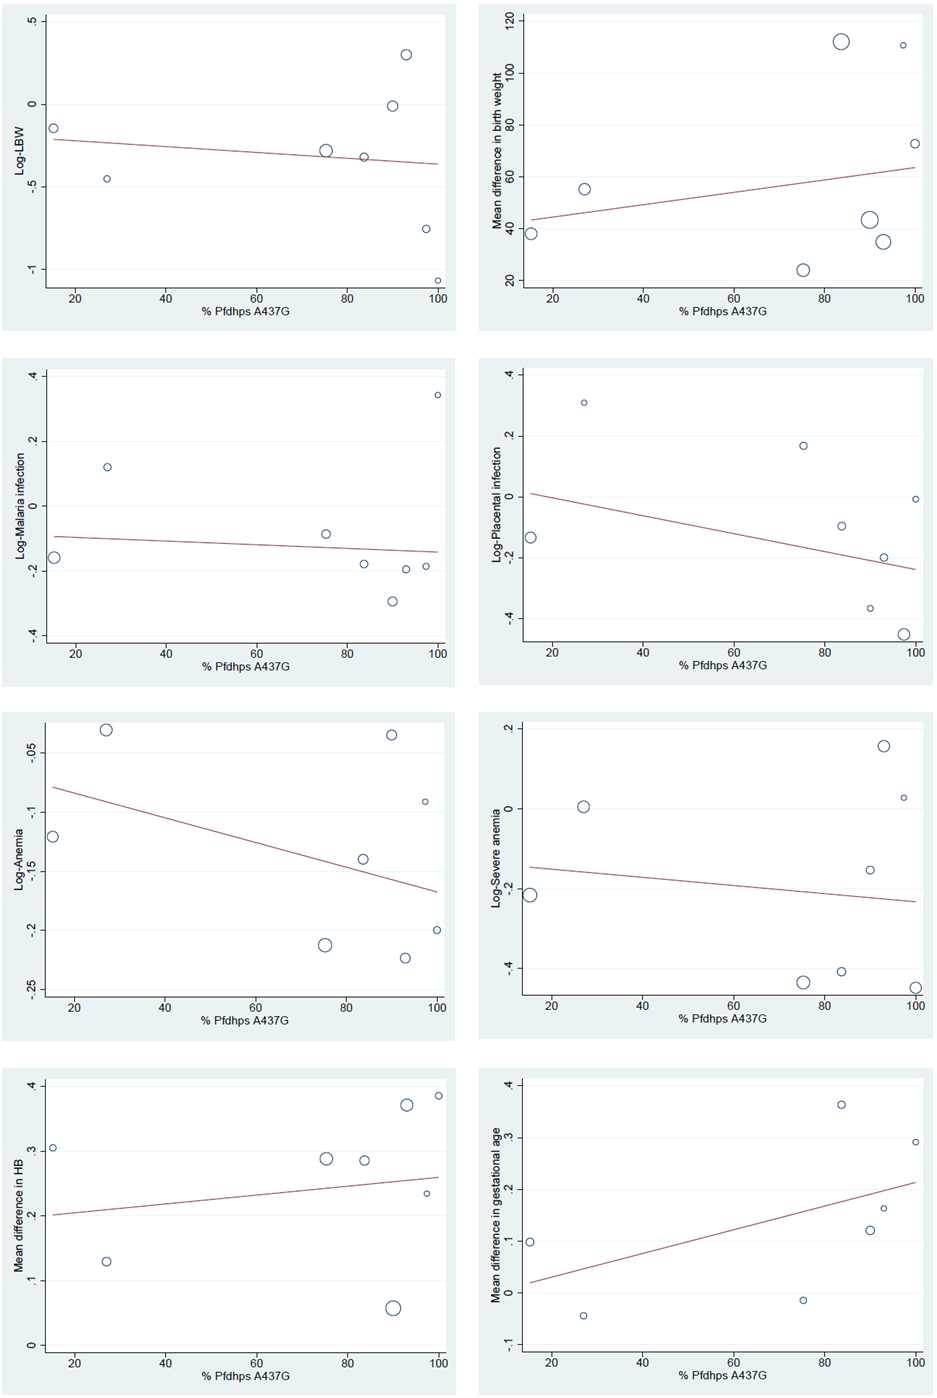 .5
0
-.5
-1
Log-LBW
20 40 60 80 100
% Pfdhps A437G
120
100
80
60
40
20
Mean difference in birth weight
20 40 60 80 100
% Pfdhps A437G
.4
.2
0
-.2
-.4
Log-Malaria infection
20 40 60 80 100
% Pfdhps A437G
.4
.2
0
-.2
-.4
Log-Placental infection
20 40 60 80 100
% Pfdhps A437G
-.05
-.1
-.15
-.2
-.25
Log-Anemia
20 40 60 80 100
% Pfdhps A437G
.2
0
-.2
-.4
Log-Severe anemia
20 40 60 80 100
% Pfdhps A437G
.4
.3
.2
.1
0
Mean difference in HB
20 40 60 80 100
% Pfdhps A437G
.4
.3
.2
.1
0
-.1
Mean difference in gestational age
20 40 60 80 100
% Pfdhps A437G